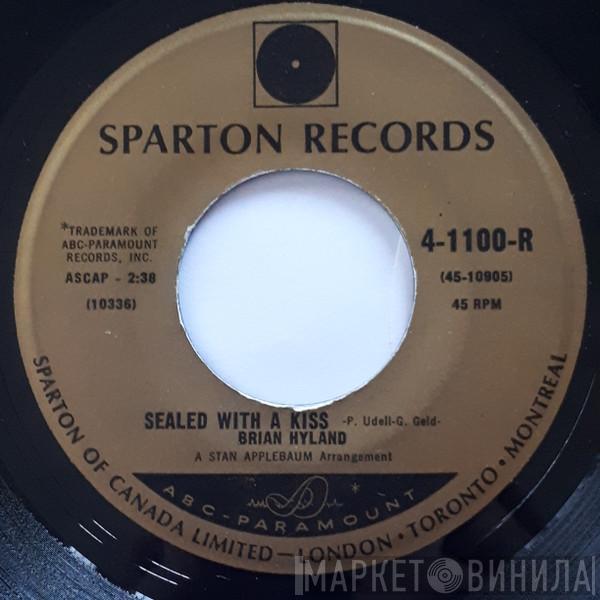 SPARTON RECORDS
*TRADEMARK OF
ABC-PARAMOUNT
RECORDS, INC.
ASCAP - 2:38
(10336)
4-1100-R
(45-10905)
45 RPM
SEALED WITH A KISS -P. Udell-G. Geld-
BRIAN HYLAND
A STAN APPLEBAUM Arrangement
ABC-PARAMOUNT *
SPARTON OF CANADA LIMITED—LONDON • TORONTO • MONTREAL
МАРКЕТ ВИНИЛА